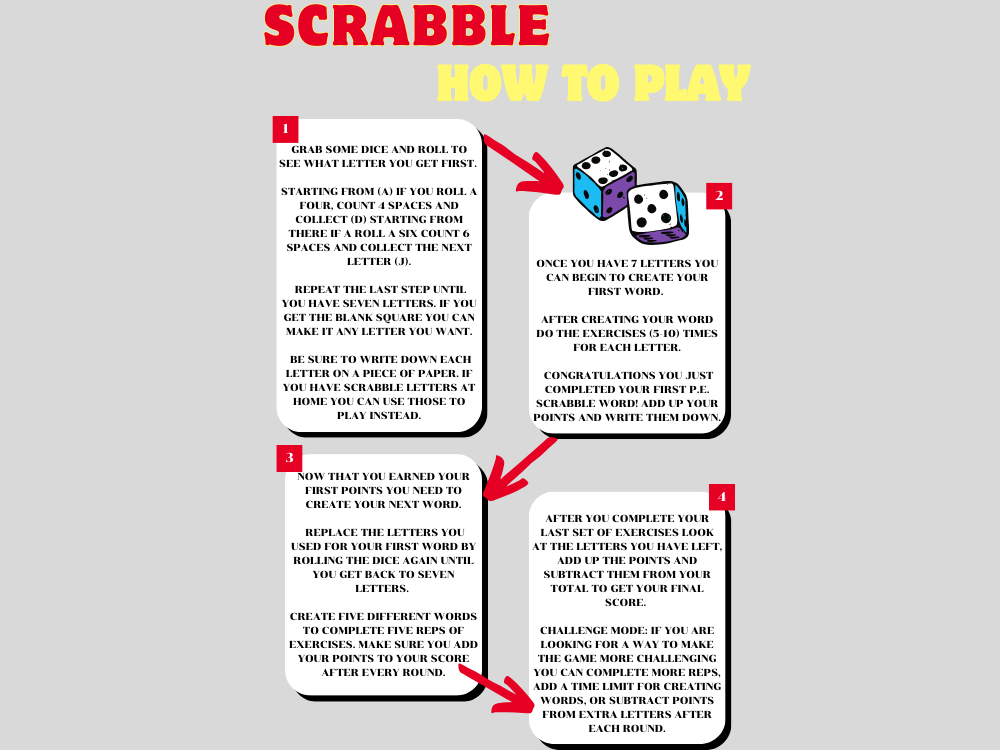 SCRABBLE
HOW TO PLAY
1
GRAB SOME DICE AND ROLL TO
SEE WHAT LETTER YOU GET FIRST.
STARTING FROM (A) IF YOU ROLL A
FOUR, COUNT 4 SPACES AND
COLLECT (D) STARTING FROM
THERE IF A ROLL A SIX COUNT 6
SPACES AND COLLECT THE NEXT
LETTER (J).
REPEAT THE LAST STEP UNTIL
YOU HAVE SEVEN LETTERS. IF YOU
GET THE BLANK SQUARE YOU CAN
MAKE IT ANY LETTER YOU WANT.
BE SURE TO WRITE DOWN EACH
LETTER ON A PIECE OF PAPER. IF
YOU HAVE SCRABBLE LETTERS AT
HOME YOU CAN USE THOSE TO
PLAY INSTEAD.
2
ONCE YOU HAVE 7 LETTERS YOU
CAN BEGIN TO CREATE YOUR
FIRST WORD.
AFTER CREATING YOUR WORD
DO THE EXERCISES (5-10) TIMES
FOR EACH LETTER.
CONGRATULATIONS YOU JUST
COMPLETED YOUR FIRST P.E.
SCRABBLE WORD! ADD UP YOUR
POINTS AND WRITE THEM DOWN.
3
NOW THAT YOU EARNED YOUR
FIRST POINTS YOU NEED TO
CREATE YOUR NEXT WORD.
REPLACE THE LETTERS YOU
USED FOR YOUR FIRST WORD BY
ROLLING THE DICE AGAIN UNTIL
YOU GET BACK TO SEVEN
LETTERS.
CREATE FIVE DIFFERENT WORDS
TO COMPLETE FIVE REPS OF
EXERCISES. MAKE SURE YOU ADD
YOUR POINTS TO YOUR SCORE
AFTER EVERY ROUND.
4
AFTER YOU COMPLETE YOUR
LAST SET OF EXERCISES LOOK
AT THE LETTERS YOU HAVE LEFT,
ADD UP THE POINTS AND
SUBTRACT THEM FROM YOUR
TOTAL TO GET YOUR FINAL
SCORE.
CHALLENGE MODE: IF YOU ARE
LOOKING FOR A WAY TO MAKE
THE GAME MORE CHALLENGING
YOU CAN COMPLETE MORE REPS,
ADD A TIME LIMIT FOR CREATING
WORDS, OR SUBTRACT POINTS
FROM EXTRA LETTERS AFTER
EACH ROUND.